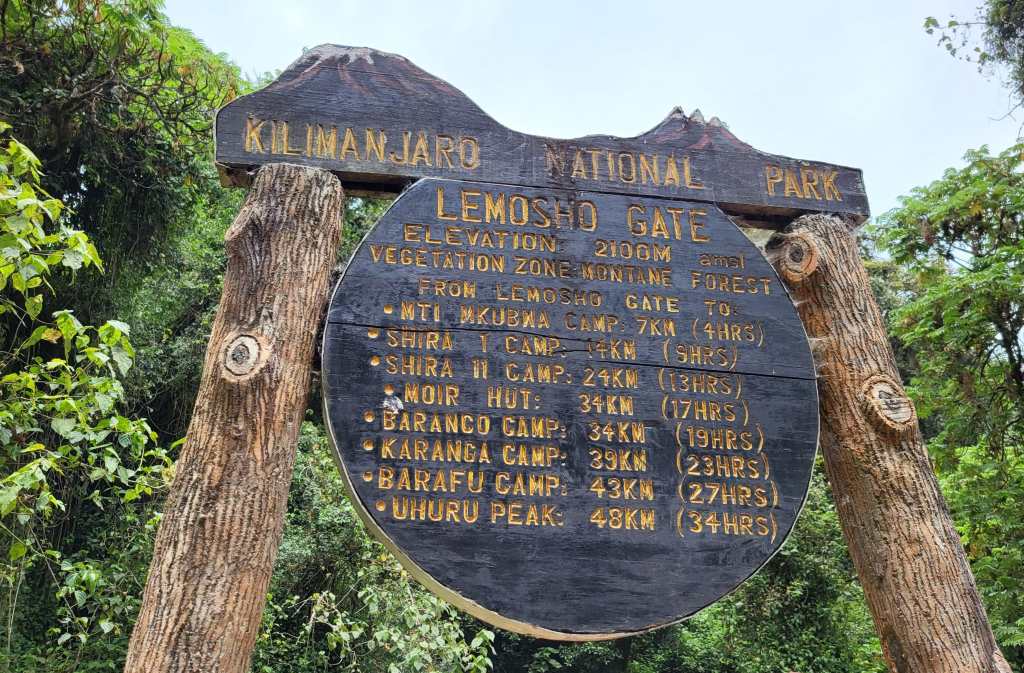 KILIMANJARO NATIONAL PARK
LEMOSHO GATE
ELEVATION: 2100M amsl
VEGETATION ZONE:MONTANE FOREST
FROM LEMOSHO GATE TO:
• MTI MKUBWA CAMP: 7KM (4HRS)
• SHIRA 1 CAMP: 14KM (9HRS)
• SHIRA 11 CAMP: 24KM (13HRS)
• MOIR HUT: 34KM (17HRS)
• BARANCO CAMP: 34KM (19HRS)
• KARANGA CAMP: 39KM (23HRS)
• BARAFU CAMP: 43KM (27HRS)
• UHURU PEAK: 48KM (34HRS)